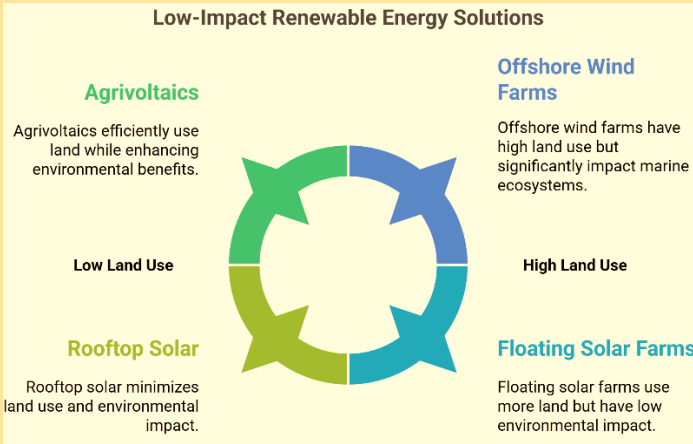 Low-Impact Renewable Energy Solutions
Agrivoltaics
Agrivoltaics efficiently use
land while enhancing
environmental benefits.
Offshore Wind
Farms
Offshore wind farms have
high land use but
significantly impact marine
ecosystems.
Low Land Use
High Land Use
Rooftop Solar
Rooftop solar minimizes
land use and environmental
impact.
Floating Solar Farms
Floating solar farms use
more land but have low
environmental impact.